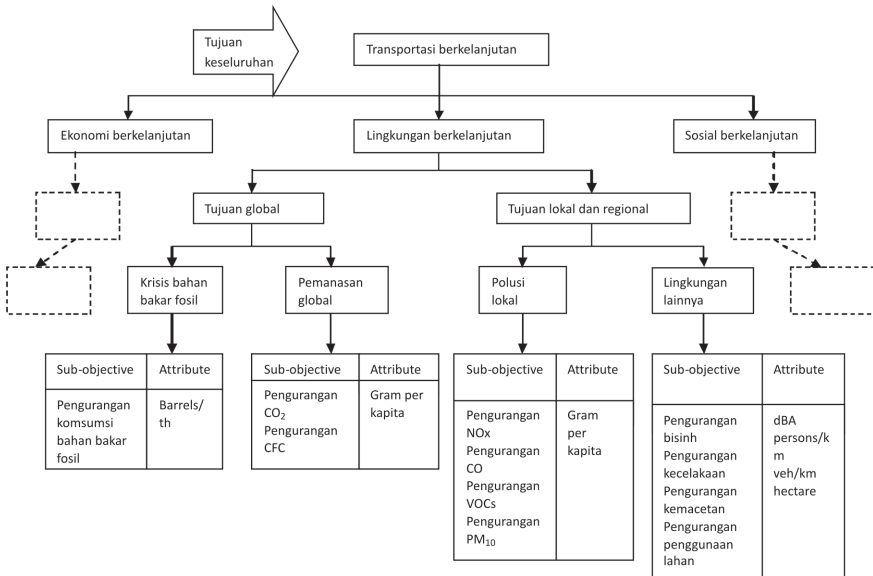 Tujuan
keseluruhan
Transportasi berkelanjutan
Ekonomi berkelanjutan
Lingkungan berkelanjutan
Sosial berkelanjutan
Tujuan global
Tujuan lokal dan regional
Krisis bahan
bakar fosil
Pemanasan
global
Polusi
lokal
Lingkungan
lainnya
Sub-objective
Attribute
Pengurangan
komsumsi
bahan bakar
fosil
Barrels/
th
Sub-objective
Attribute
Pengurangan
CO₂
Pengurangan
CFC
Gram per
kapita
Sub-objective
Attribute
Pengurangan
NOx
Pengurangan
CO
Pengurangan
VOCs
Pengurangan
PM₁₀
Gram
per
kapita
Sub-objective
Attribute
Pengurangan
bisinh
Pengurangan
kecelakaan
Pengurangan
kemacetan
Pengurangan
penggunaan
lahan
dBA
persons/k
m
veh/km
hectare